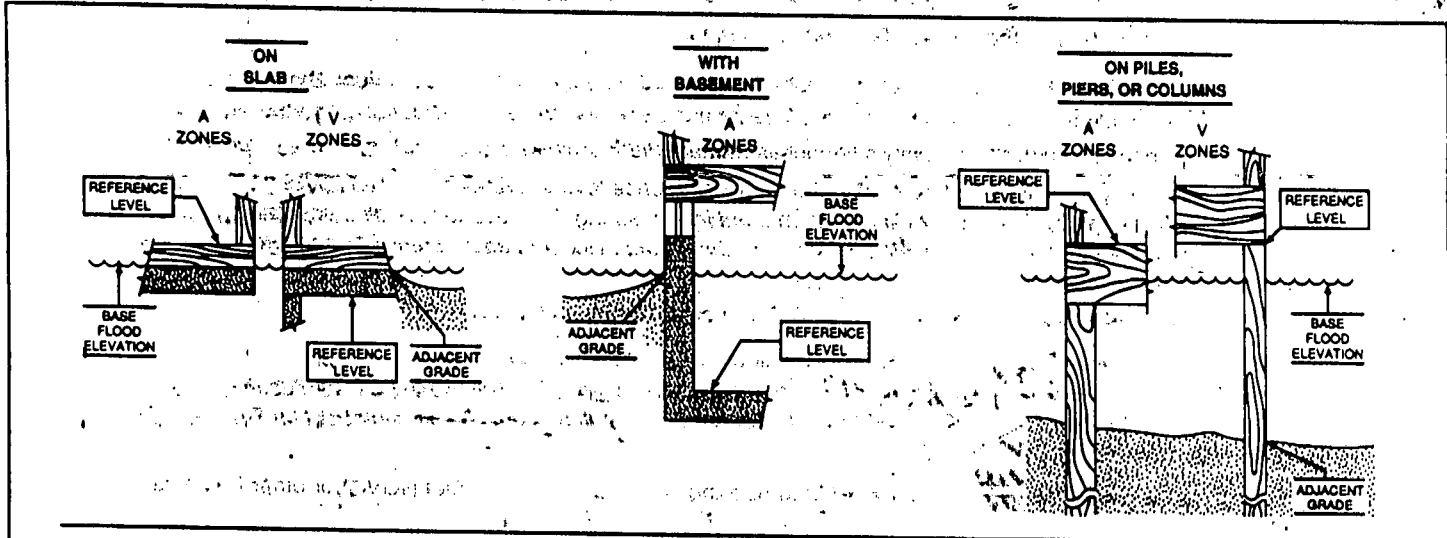 ON
SLAB
A
ZONES
V
ZONES
REFERENCE
LEVEL
BASE
FLOOD
ELEVATION
REFERENCE
LEVEL
ADJACENT
GRADE
WITH
BASEMENT
A
ZONES
BASE
FLOOD
ELEVATION
ADJACENT
GRADE
REFERENCE
LEVEL
ON PILES,
PIERS, OR COLUMNS
A
ZONES
V
ZONES
REFERENCE
LEVEL
REFERENCE
LEVEL
BASE
FLOOD
ELEVATION
ADJACENT
GRADE